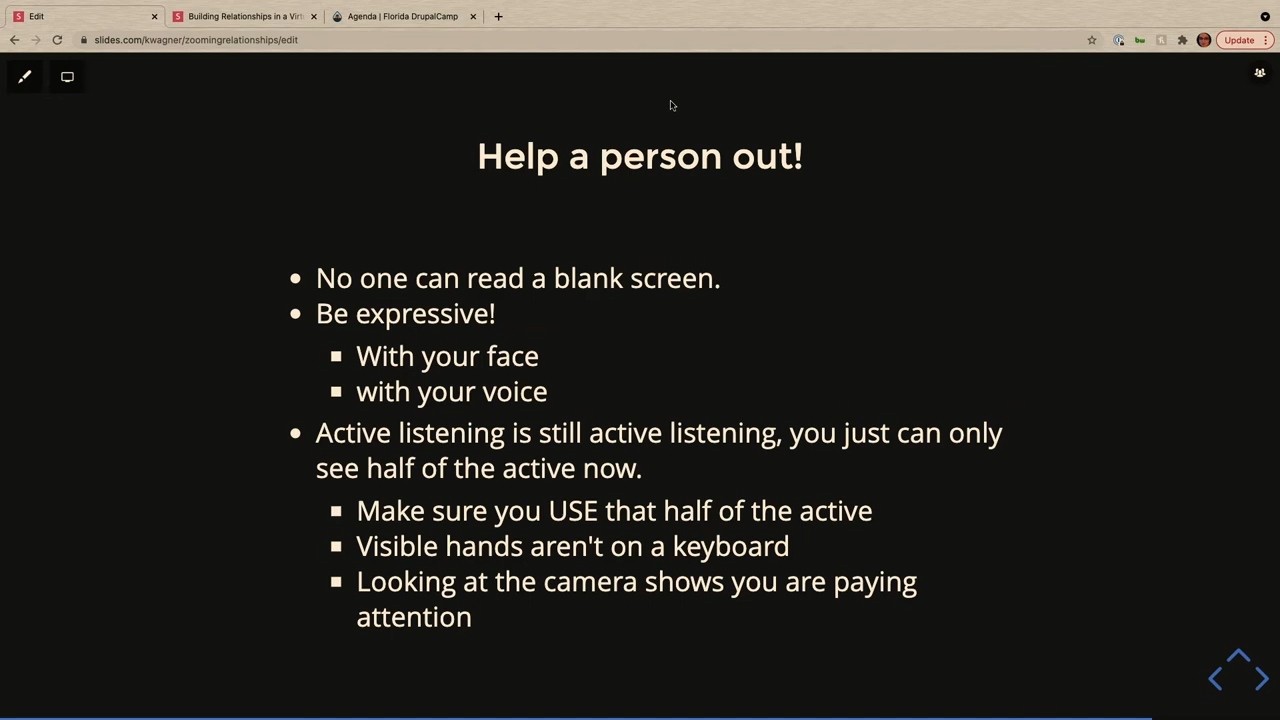 Edit
Building Relationships in a Virt
Agenda | Florida DrupalCamp
slides.com/kwagner/zoomingrelationships/edit
bw
Update
Help a person out!
No one can read a blank screen.
Be expressive!
With your face
with your voice
Active listening is still active listening, you just can only
see half of the active now.
Make sure you USE that half of the active
Visible hands aren't on a keyboard
Looking at the camera shows you are paying
attention